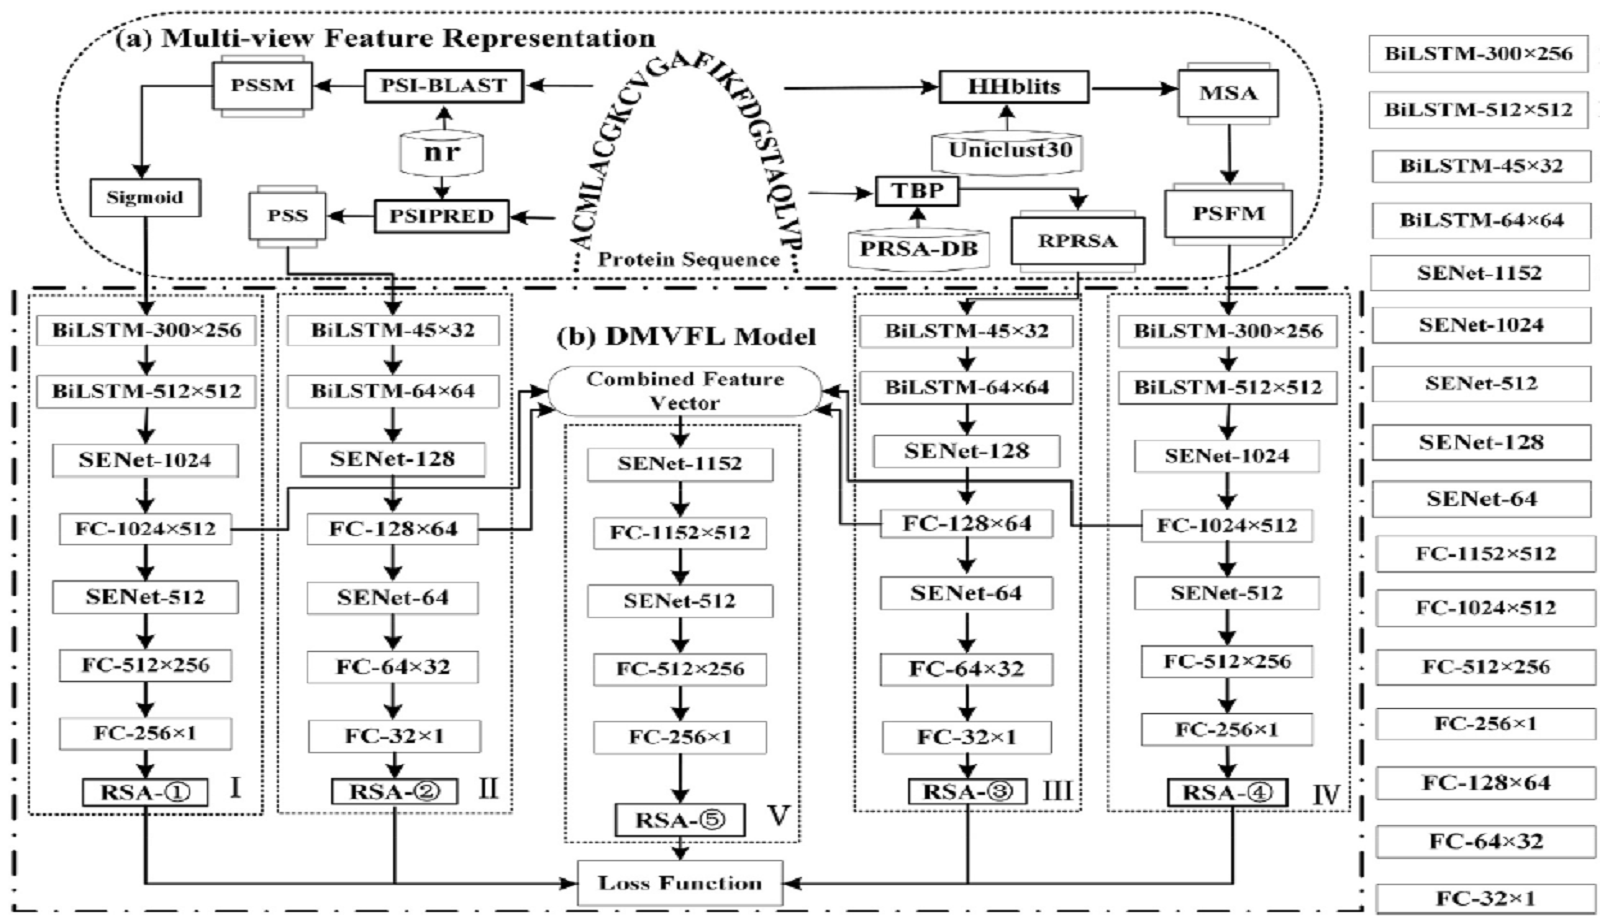 (a) Multi-view Feature Representation
PSSM
PSI-BLAST
ACMLACGKCVGAFIKFDGSTAQLVP
HHblits
MSA
nr
Uniclust30
Sigmoid
PSS
PSIPRED
TBP
PSFM
RPRSA
PRSA-DB
Protein Sequence
(b) DMVFL Model
BiLSTM-300×256
BiLSTM-512×512
SENet-1024
FC-1024×512
SENet-512
FC-512×256
FC-256×1
RSA-①
I
BiLSTM-45×32
BiLSTM-64×64
SENet-128
FC-128×64
SENet-64
FC-64×32
FC-32×1
RSA-②
II
Combined Feature
Vector
SENet-1152
FC-1152×512
SENet-512
FC-512×256
FC-256×1
RSA-⑤
V
Loss Function
BiLSTM-45×32
BiLSTM-64×64
SENet-128
FC-128×64
SENet-64
FC-64×32
FC-32×1
RSA-③
III
BiLSTM-300×256
BiLSTM-512×512
SENet-1024
FC-1024×512
SENet-512
FC-512×256
FC-256×1
RSA-④
IV
BiLSTM-300×256
BiLSTM-512×512
BiLSTM-45×32
BiLSTM-64×64
SENet-1152
SENet-1024
SENet-512
SENet-128
SENet-64
FC-1152×512
FC-1024×512
FC-512×256
FC-256×1
FC-128×64
FC-64×32
FC-32×1